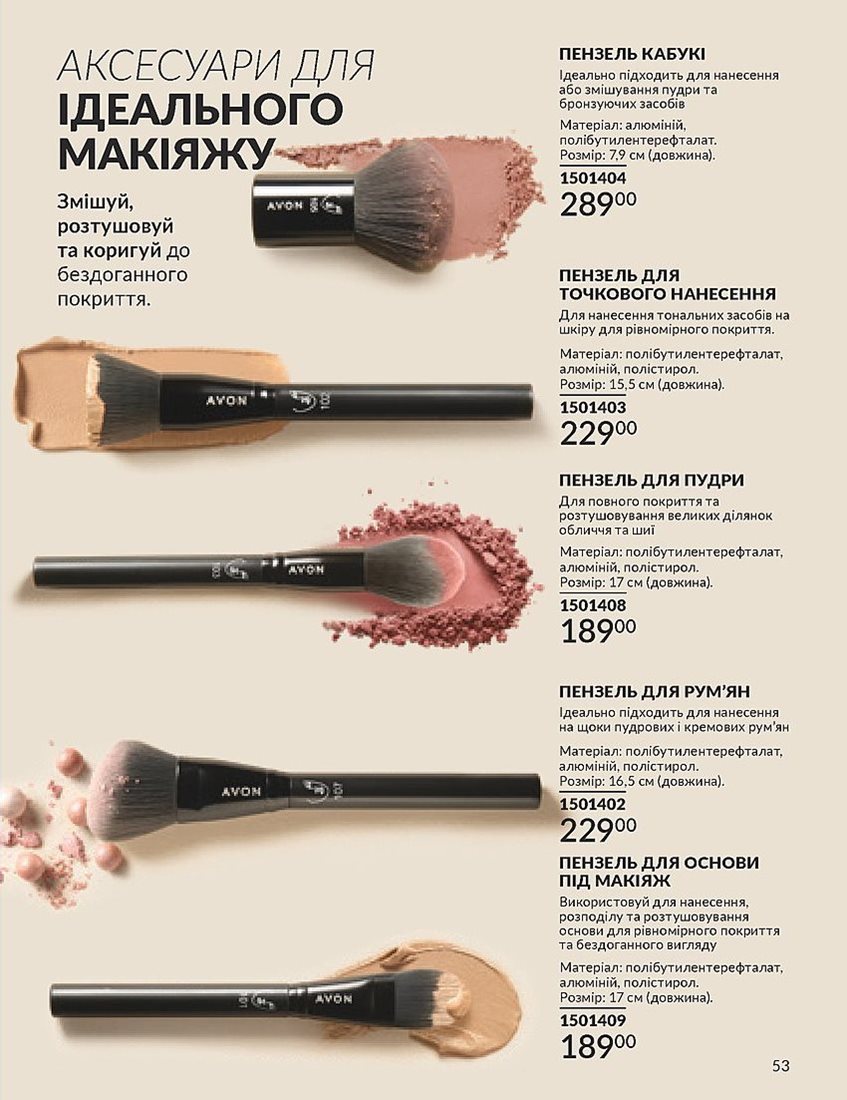 АКСЕСУАРИ ДЛЯ
ІДЕАЛЬНОГО
МАКІЯЖУ
Змішуй,
розтушовуй
та коригуй до
бездоганного
покриття.
ПЕНЗЕЛЬ КАБУКІ
Ідеально підходить для нанесення
або змішування пудри та
бронзуючих засобів
Матеріал: алюміній,
полібутилентерефталат.
Розмір: 7,9 см (довжина).
1501404
289⁰⁰
AVON
ПЕНЗЕЛЬ ДЛЯ
ТОЧКОВОГО НАНЕСЕННЯ
Для нанесення тональних засобів на
шкіру для рівномірного покриття.
Матеріал: полібутилентерефталат,
алюміній, полістирол.
Розмір: 15,5 см (довжина).
1501403
229⁰⁰
AVON
102
ПЕНЗЕЛЬ ДЛЯ ПУДРИ
Для повного покриття та
розтушовування великих ділянок
обличчя та шиї
Матеріал: полібутилентерефталат,
алюміній, полістирол.
Розмір: 17 см (довжина).
1501408
189⁰⁰
AVON
ПЕНЗЕЛЬ ДЛЯ РУМ'ЯН
Ідеально підходить для нанесення
на щоки пудрових і кремових рум'ян
Матеріал: полібутилентерефталат,
алюміній, полістирол.
Розмір: 16,5 см (довжина).
1501402
229⁰⁰
AVON
107
ПЕНЗЕЛЬ ДЛЯ ОСНОВИ
ПІД МАКІЯЖ
Використовуй для нанесення,
розподілу та розтушовування
основи для рівномірного покриття
та бездоганного вигляду
Матеріал: полібутилентерефталат,
алюміній, полістирол.
Розмір: 17 см (довжина).
1501409
189⁰⁰
AVON
53